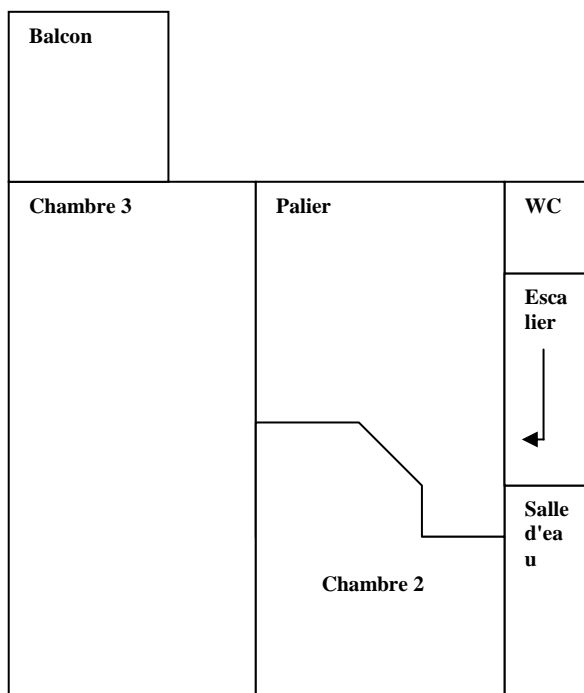 Balcon
Chambre 3
Palier
WC
Esca
lier
Salle
d'ea
u
Chambre 2